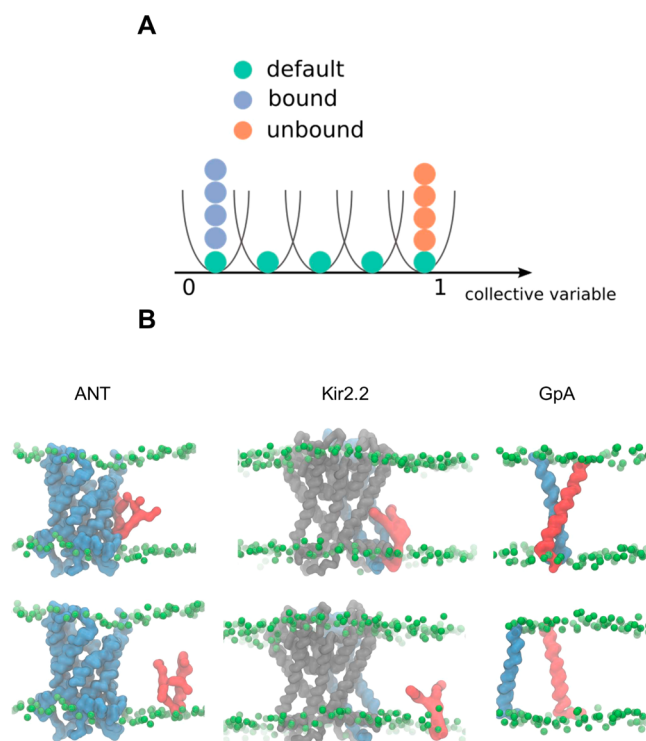 A
default
bound
unbound
0
1
collective variable
B
ANT
Kir2.2
GpA